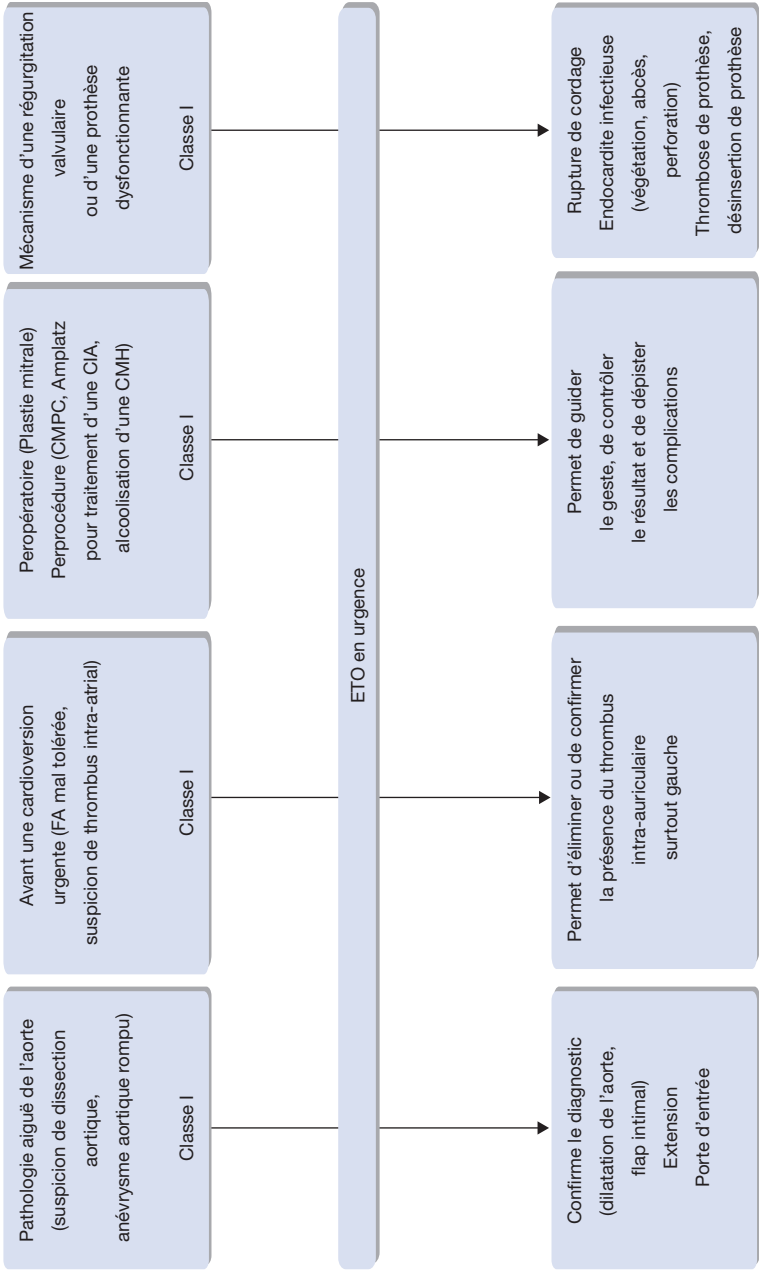 Pathologie aiguë de l'aorte
(suspicion de dissection
aortique,
anévrysme aortique rompu)
Classe I
Avant une cardioversion
urgente (FA mal tolérée,
suspicion de thrombus intra-atrial)
Classe I
Peropératoire (Plastie mitrale)
Perprocédure (CMPC, Amplatz
pour traitement d'une CIA,
alcoolisation d'une CMH)
Classe I
Mécanisme d'une régurgitation
valvulaire
ou d'une prothèse
dysfonctionnante
Classe I
ETO en urgence
Confirme le diagnostic
(dilatation de l'aorte,
flap intimal)
Extension
Porte d'entrée
Permet d'éliminer ou de confirmer
la présence du thrombus
intra-auriculaire
surtout gauche
Permet de guider
le geste, de contrôler
le résultat et de dépister
les complications
Rupture de cordage
Endocardite infectieuse
(végétation, abcès,
perforation)
Thrombose de prothèse,
désinsertion de prothèse